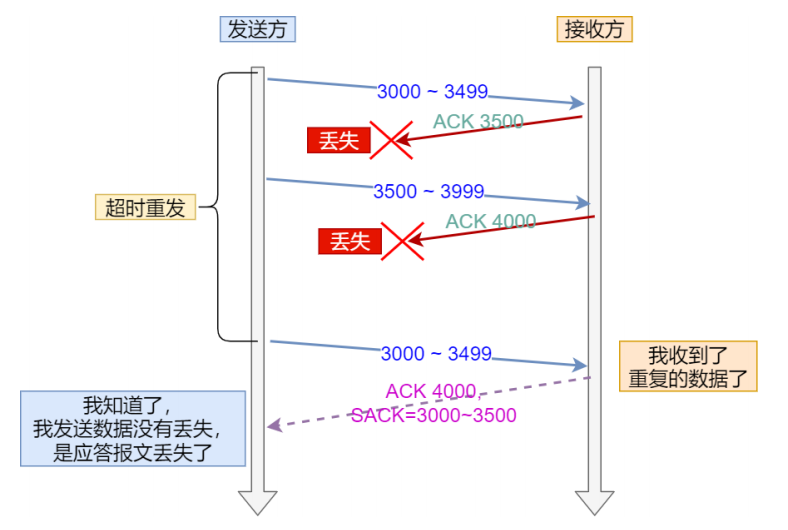 发送方
接收方
3000 ~ 3499
ACK 3500
丢失
3500 ~ 3999
超时重发
ACK 4000
丢失
3000 ~ 3499
我收到了
重复的数据了
ACK 4000,
SACK=3000~3500
我知道了，
我发送数据没有丢失，
是应答报文丢失了